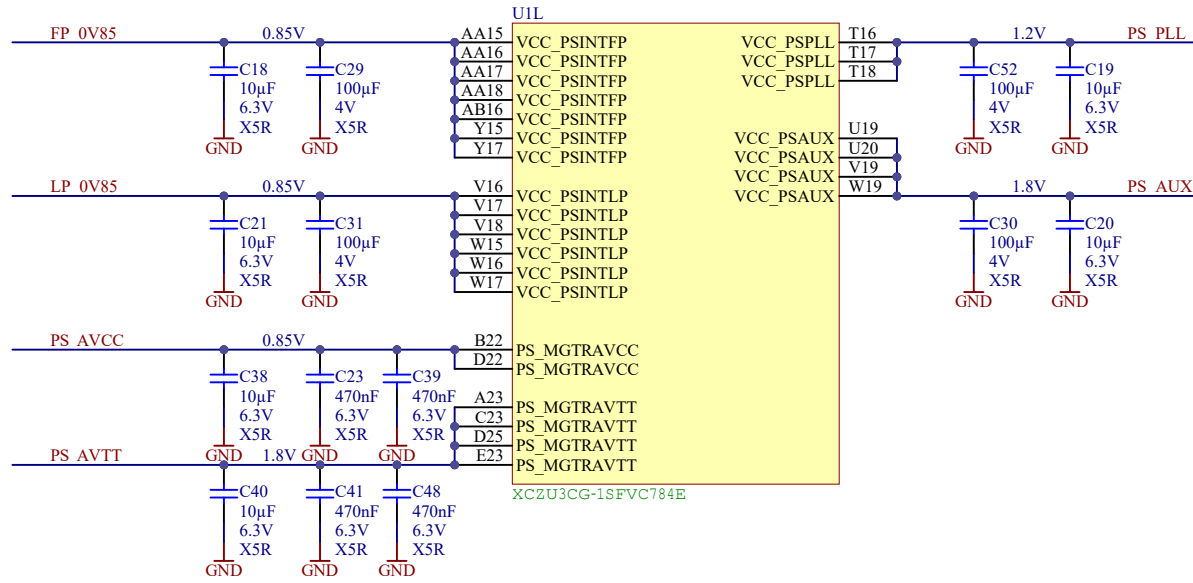 U1L
FP_0V85
0.85V
C18
10µF
6.3V
X5R
GND
C29
100µF
4V
X5R
GND
AA15 VCC_PSINTFP
AA16 VCC_PSINTFP
AA17 VCC_PSINTFP
AA18 VCC_PSINTFP
AB16 VCC_PSINTFP
Y15 VCC_PSINTFP
Y17 VCC_PSINTFP
LP_0V85
0.85V
C21
10µF
6.3V
X5R
GND
C31
100µF
4V
X5R
GND
V16 VCC_PSINTLP
V17 VCC_PSINTLP
V18 VCC_PSINTLP
W15 VCC_PSINTLP
W16 VCC_PSINTLP
W17 VCC_PSINTLP
PS_AVCC
0.85V
C38
10µF
6.3V
X5R
GND
C23
470nF
6.3V
X5R
GND
C39
470nF
6.3V
X5R
GND
B22 PS_MGTRAVCC
D22 PS_MGTRAVCC
PS_AVTT
1.8V
C40
10µF
6.3V
X5R
GND
C41
470nF
6.3V
X5R
GND
C48
470nF
6.3V
X5R
GND
A23 PS_MGTRAVTT
C23 PS_MGTRAVTT
D25 PS_MGTRAVTT
E23 PS_MGTRAVTT
VCC_PSPLL T16
VCC_PSPLL T17
VCC_PSPLL T18
1.2V
PS_PLL
C52
100µF
4V
X5R
GND
C19
10µF
6.3V
X5R
GND
VCC_PSAUX U19
VCC_PSAUX U20
VCC_PSAUX V19
VCC_PSAUX W19
1.8V
PS_AUX
C30
100µF
4V
X5R
GND
C20
10µF
6.3V
X5R
GND
XCZU3CG-1SFVC784E